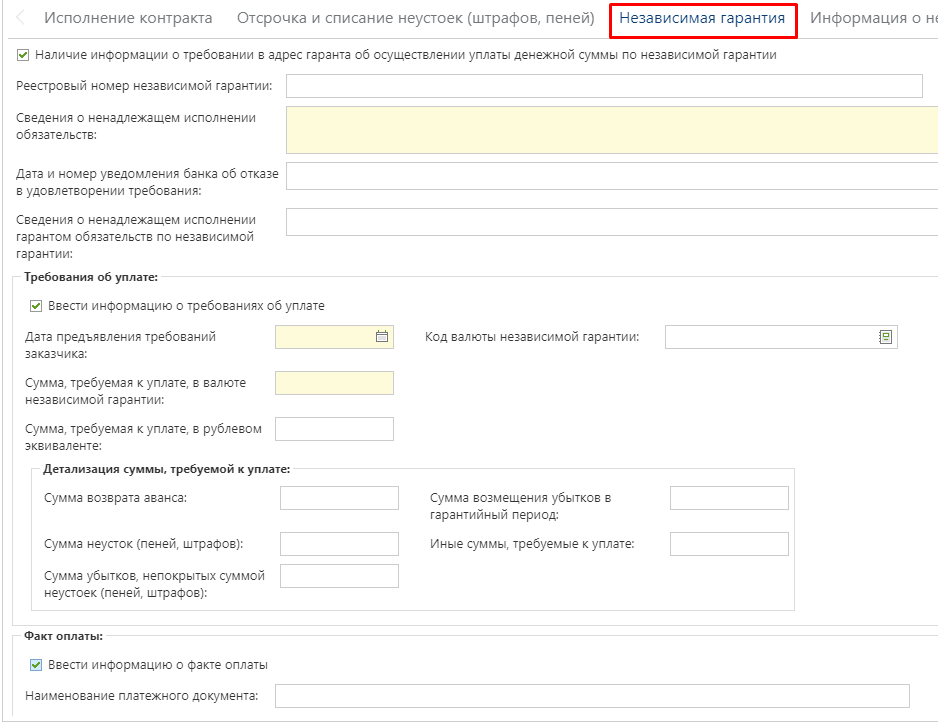 Исполнение контракта Отсрочка и списание неустоек (штрафов, пеней) Независимая гарантия Информация о не
Наличие информации о требовании в адрес гаранта об осуществлении уплаты денежной суммы по независимой гарантии
Реестровый номер независимой гарантии:
Сведения о ненадлежащем исполнении
обязательств:
Дата и номер уведомления банка об отказе
в удовлетворении требования:
Сведения о ненадлежащем исполнении
гарантом обязательств по независимой
гарантии:
Требования об уплате:
Ввести информацию о требованиях об уплате
Дата предъявления требований
заказчика:
Код валюты независимой гарантии:
Сумма, требуемая к уплате, в валюте
независимой гарантии:
Сумма, требуемая к уплате, в рублевом
эквиваленте:
Детализация суммы, требуемой к уплате:
Сумма возврата аванса:
Сумма возмещения убытков в
гарантийный период:
Сумма неусток (пеней, штрафов):
Иные суммы, требуемые к уплате:
Сумма убытков, непокрытых суммой
неустоек (пеней, штрафов):
Факт оплаты:
Ввести информацию о факте оплаты
Наименование платежного документа: